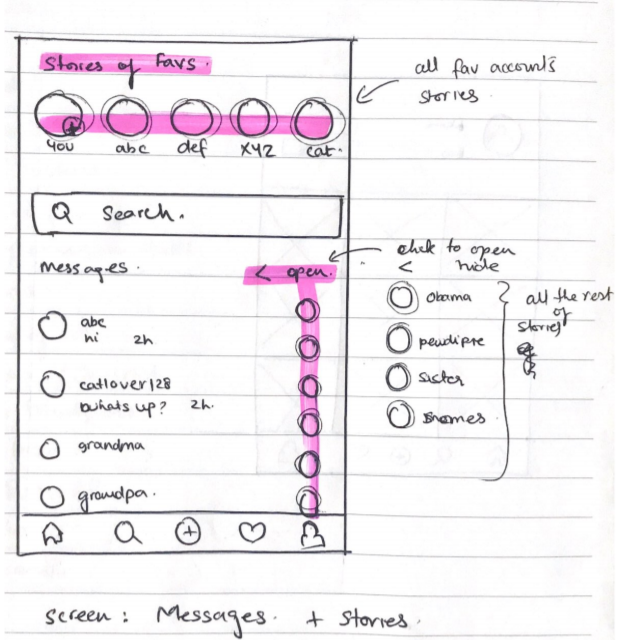 Stories of Favs.
all fav accounts
stories.
You abc def XYZ cat.
Search.
click to open
Messages. < open. < hide
abc
hi 2h
catlover128
Whats up? 2h.
grandma
grandpa.
Obama
pewdipie
Sister
all the rest
of
stories
Screen: Messages. + Stories.